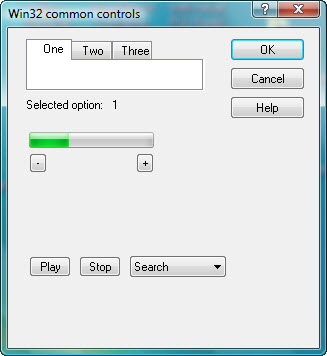 Win32 common controls ?
One Two Three OK
Cancel
Selected option: 1 Help
- +
Play Stop Search